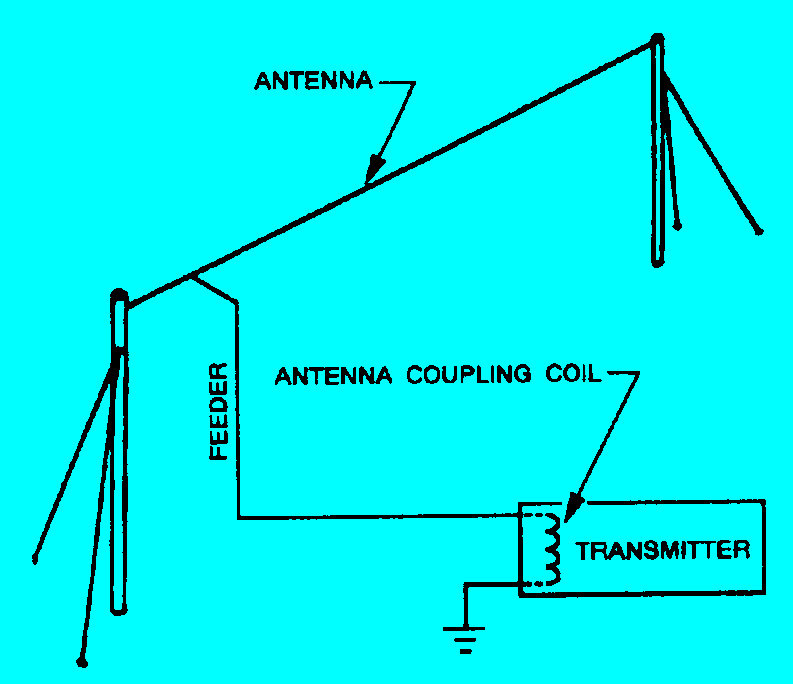 ANTENNA
ANTENNA COUPLING COIL
FEEDER
TRANSMITTER